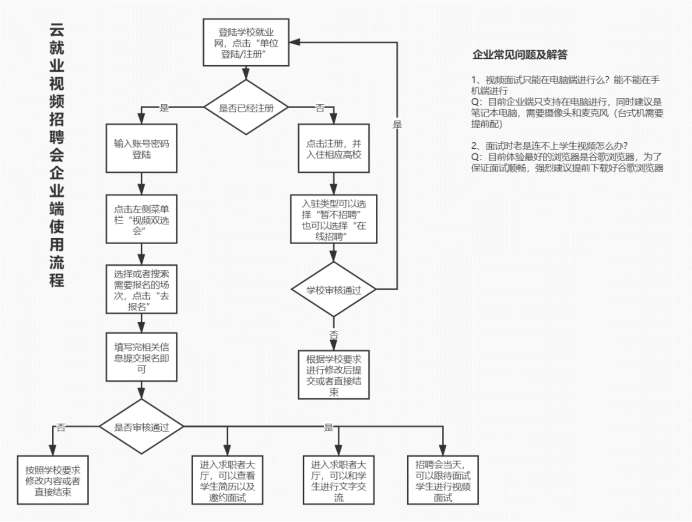 云就业视频招聘会企业端使用流程
登陆学校就业
网，点击“单位
登陆/注册”
是否已经注册
是
否
是
输入账号密码
登陆
点击注册，并
入住相应高校
点击左侧菜单
栏“视频双选
会”
入驻类型可以选
择“暂不招聘”
也可以选择“在
线招聘”
选择或者搜索
需要报名的场
次，点击“去
报名”
学校审核通过
否
填写完相关信
息提交报名即
可
根据学校要求
进行修改后提
交或者直接结
束
是否审核通过
否
是
按照学校要求
修改内容或者
直接结束
进入求职者大
厅，可以查看
学生简历以及
邀约面试
进入求职者大
厅，可以和学
生进行文字交
流
招聘会当天，
可以跟待面试
学生进行视频
面试
企业常见问题及解答
1、视频面试只能在电脑端进行么？能不能在手
机端进行
Q：目前企业端只支持在电脑进行，同时建议是
笔记本电脑，需要摄像头和麦克风（台式机需要
提前配）
2、面试时老是连不上学生视频怎么办？
Q：目前体验最好的浏览器是谷歌浏览器，为了
保证面试顺畅，强烈建议提前下载好谷歌浏览器